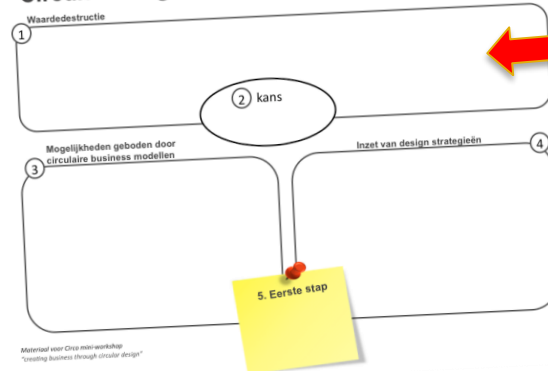 Waardedestructie
1
2 kans
Mogelijkheden geboden door
circulaire business modellen
3
Inzet van design strategieën
4
5. Eerste stap
Materiaal voor Circo mini-workshop
"creating business through circular design"